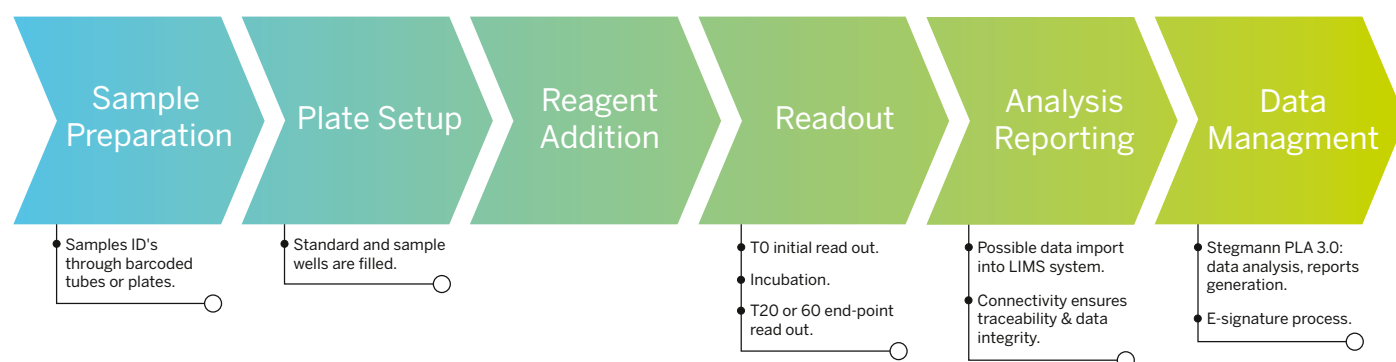 Sample
Preparation
Plate Setup
Reagent
Addition
Readout
Analysis
Reporting
Data
Managment
Samples ID's
through barcoded
tubes or plates.
Standard and sample
wells are filled.
T0 initial read out.
Incubation.
T20 or 60 end-point
read out.
Possible data import
into LIMS system.
Connectivity ensures
traceability & data
integrity.
Stegmann PLA 3.0:
data analysis, reports
generation.
E-signature process.